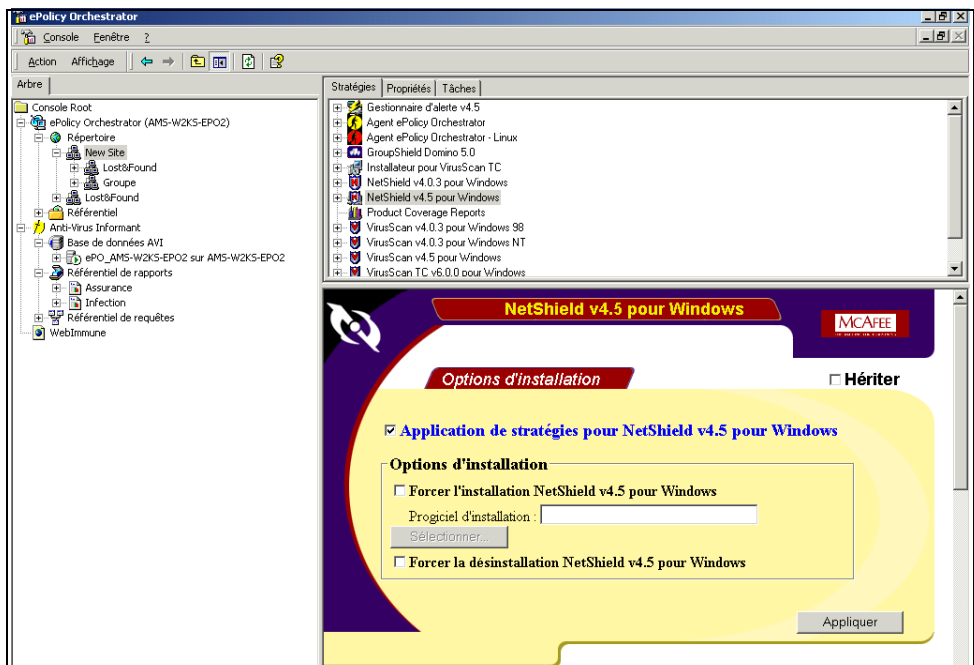 ePolicy Orchestrator
Console Fenêtre ?
Action Affichage
Arbre
Console Root
ePolicy Orchestrator (AMS-W2KS-EPO2)
Répertoire
New Site
Lost&Found
Groupe
Lost&Found
Référentiel
Anti-Virus Informant
Base de données AVI
ePO_AMS-W2KS-EPO2 sur AMS-W2KS-EPO2
Référentiel de rapports
Assurance
Infection
Référentiel de requêtes
WebImmune
Stratégies Propriétés Tâches
Gestionnaire d'alerte v4.5
Agent ePolicy Orchestrator
Agent ePolicy Orchestrator - Linux
GroupShield Domino 5.0
Installateur pour VirusScan TC
NetShield v4.0.3 pour Windows
NetShield v4.5 pour Windows
Product Coverage Reports
VirusScan v4.0.3 pour Windows 98
VirusScan v4.0.3 pour Windows NT
VirusScan v4.5 pour Windows
VirusScan TC v6.0.0 pour Windows
NetShield v4.5 pour Windows
MCAFEE
Options d'installation
Hériter
Application de stratégies pour NetShield v4.5 pour Windows
Options d'installation
Forcer l'installation NetShield v4.5 pour Windows
Progiciel d'installation :
Sélectionner...
Forcer la désinstallation NetShield v4.5 pour Windows
Appliquer